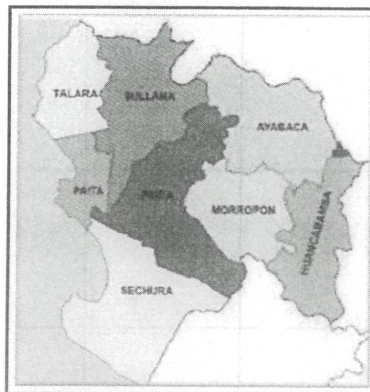 TALARA
SULLANA
AYABACA
PAITA
PIURA
MORROPON
HUANCABAMBA
SECHURA